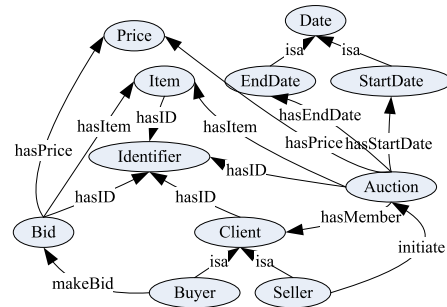 Date
Price
isa
isa
Item
EndDate
StartDate
hasID
hasEndDate
hasItem
hasItem
hasPrice
hasPrice
hasStartDate
Identifier
hasID
Auction
hasID
hasID
hasMember
Bid
Client
initiate
makeBid
isa
isa
Buyer
Seller